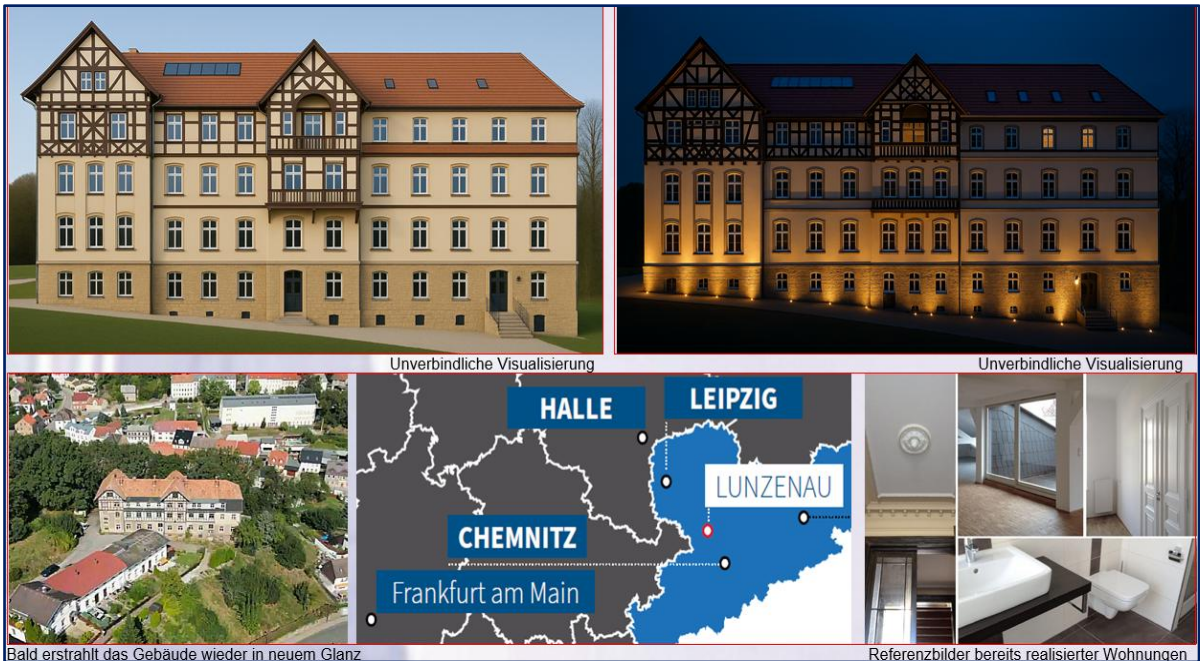 Unverbindliche Visualisierung
Unverbindliche Visualisierung
HALLE
LEIPZIG
LUNZENAU
CHEMNITZ
Frankfurt am Main
Bald erstrahlt das Gebäude wieder in neuem Glanz
Referenzbilder bereits realisierter Wohnungen